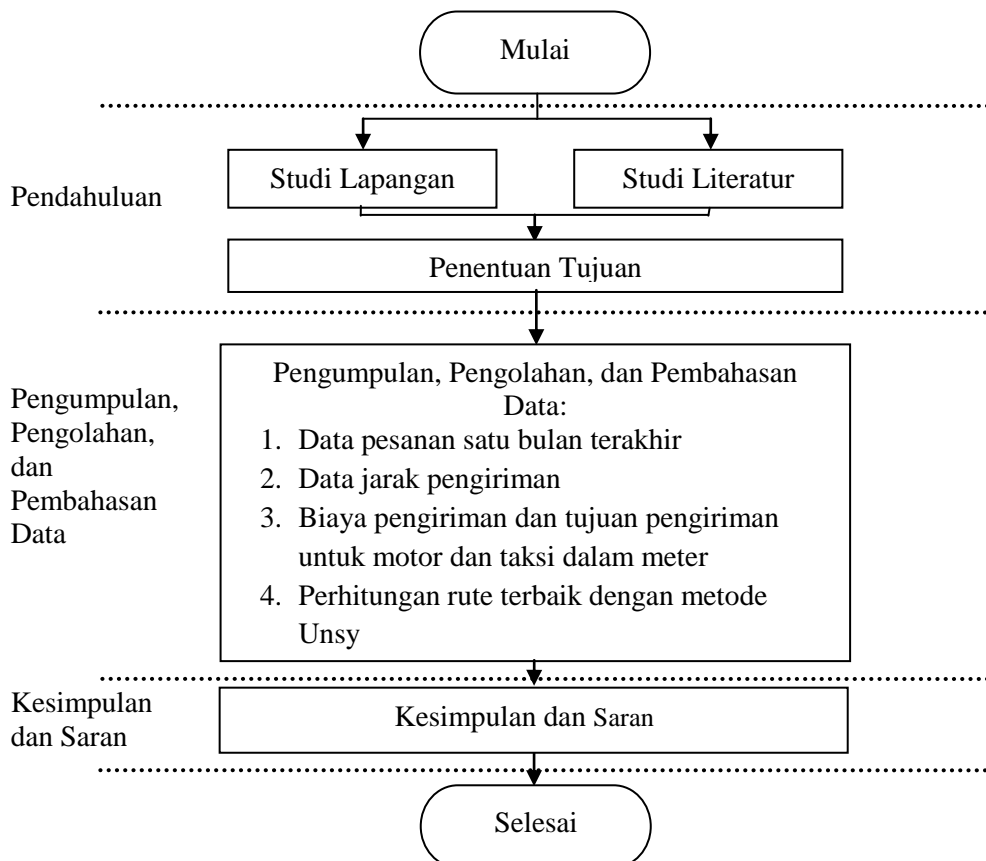 Mulai
Pendahuluan
Studi Lapangan
Studi Literatur
Penentuan Tujuan
Pengumpulan,
Pengolahan,
dan
Pembahasan
Data
Pengumpulan, Pengolahan, dan Pembahasan
Data:
1. Data pesanan satu bulan terakhir
2. Data jarak pengiriman
3. Biaya pengiriman dan tujuan pengiriman
untuk motor dan taksi dalam meter
4. Perhitungan rute terbaik dengan metode
Unsy
Kesimpulan
dan Saran
Kesimpulan dan Saran
Selesai